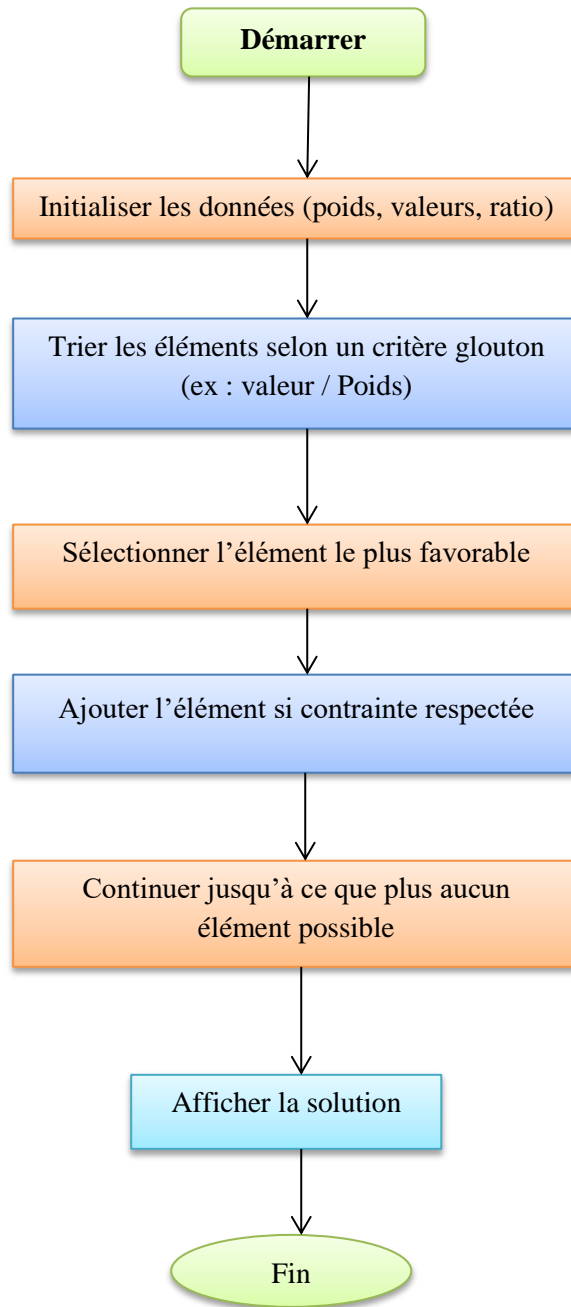 Démarrer
Initialiser les données (poids, valeurs, ratio)
Trier les éléments selon un critère glouton
(ex : valeur / Poids)
Sélectionner l’élément le plus favorable
Ajouter l’élément si contrainte respectée
Continuer jusqu’à ce que plus aucun
élément possible
Afficher la solution
Fin